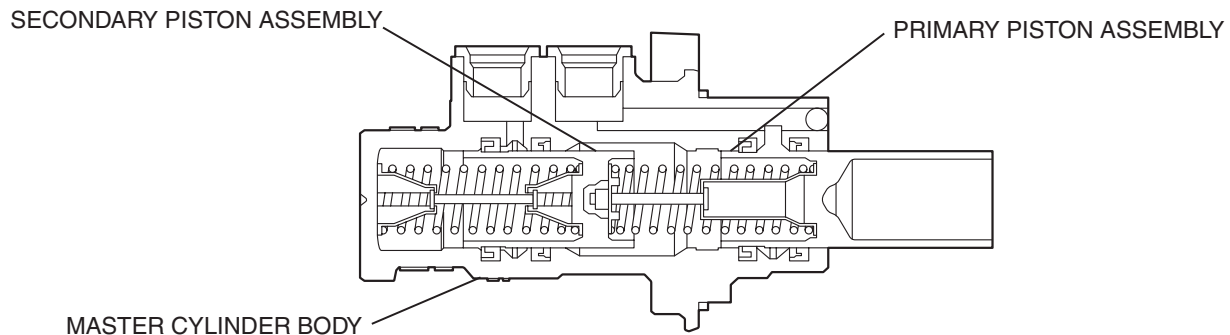 SECONDARY PISTON ASSEMBLY
PRIMARY PISTON ASSEMBLY
MASTER CYLINDER BODY